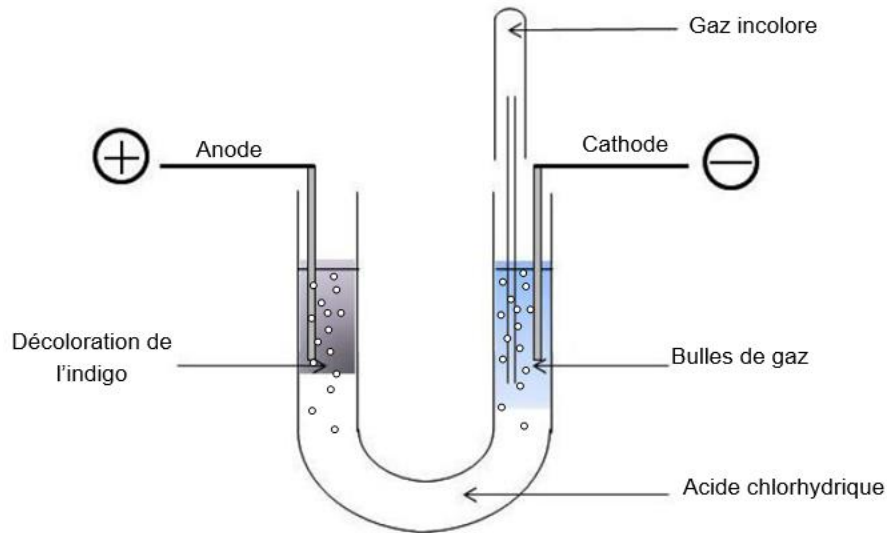 Gaz incolore
Anode
Cathode
+
−
Décoloration de
l'indigo
Bulles de gaz
Acide chlorhydrique